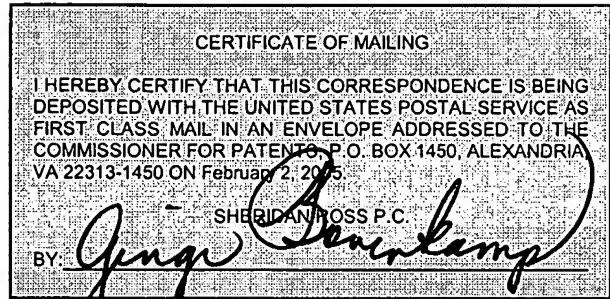 CERTIFICATE OF MAILING
I HEREBY CERTIFY THAT THIS CORRESPONDENCE IS BEING
DEPOSITED WITH THE UNITED STATES POSTAL SERVICE AS
FIRST CLASS MAIL IN AN ENVELOPE ADDRESSED TO THE
COMMISSIONER FOR PATENTS, P.O. BOX 1450, ALEXANDRIA,
VA 22313-1450 ON February 2, 2005.
SHERIDAN ROSS P.C.
BY: